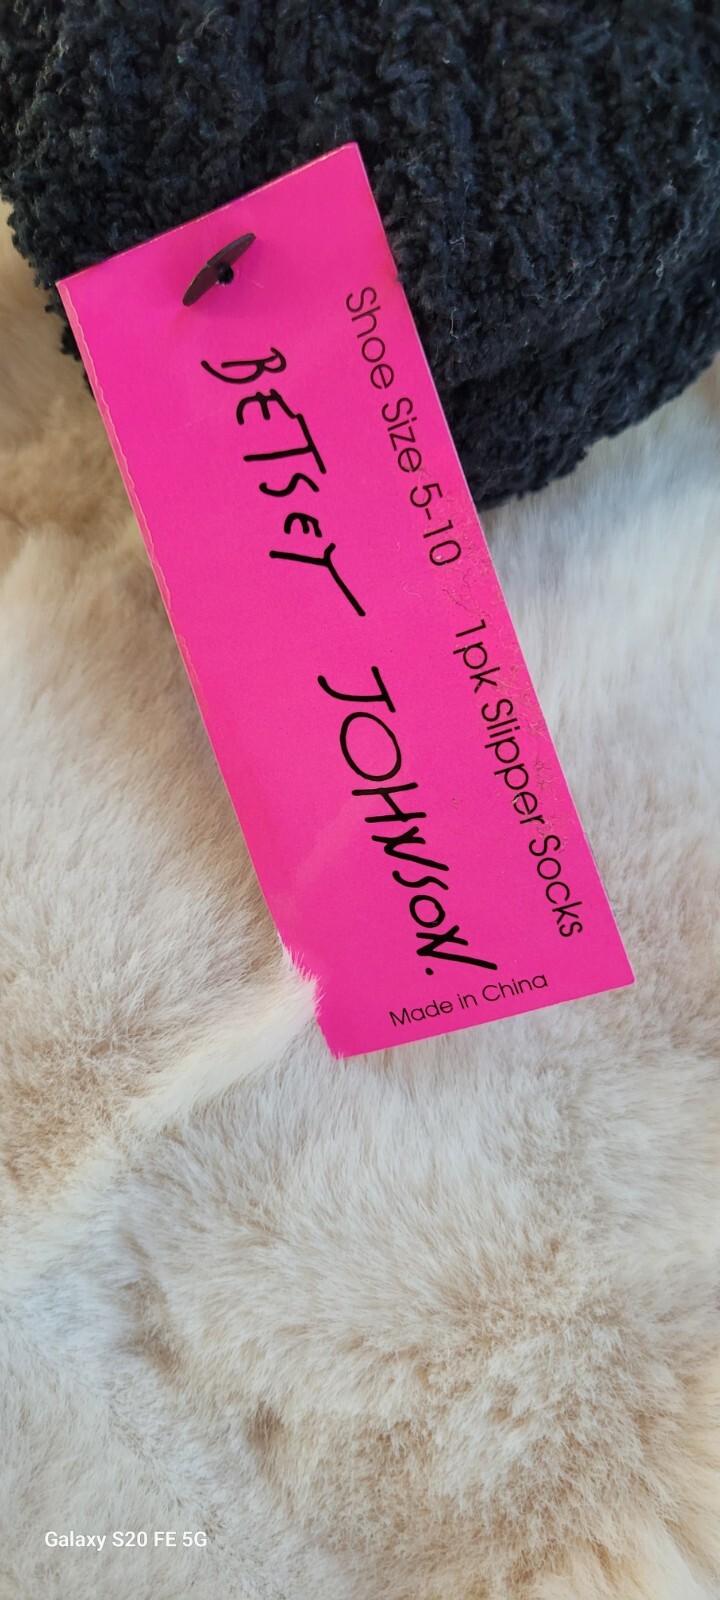 BETSEY JOHNSON.
Shoe Size 5-10 1pk Slipper Socks
Made in China
Galaxy S20 FE 5G